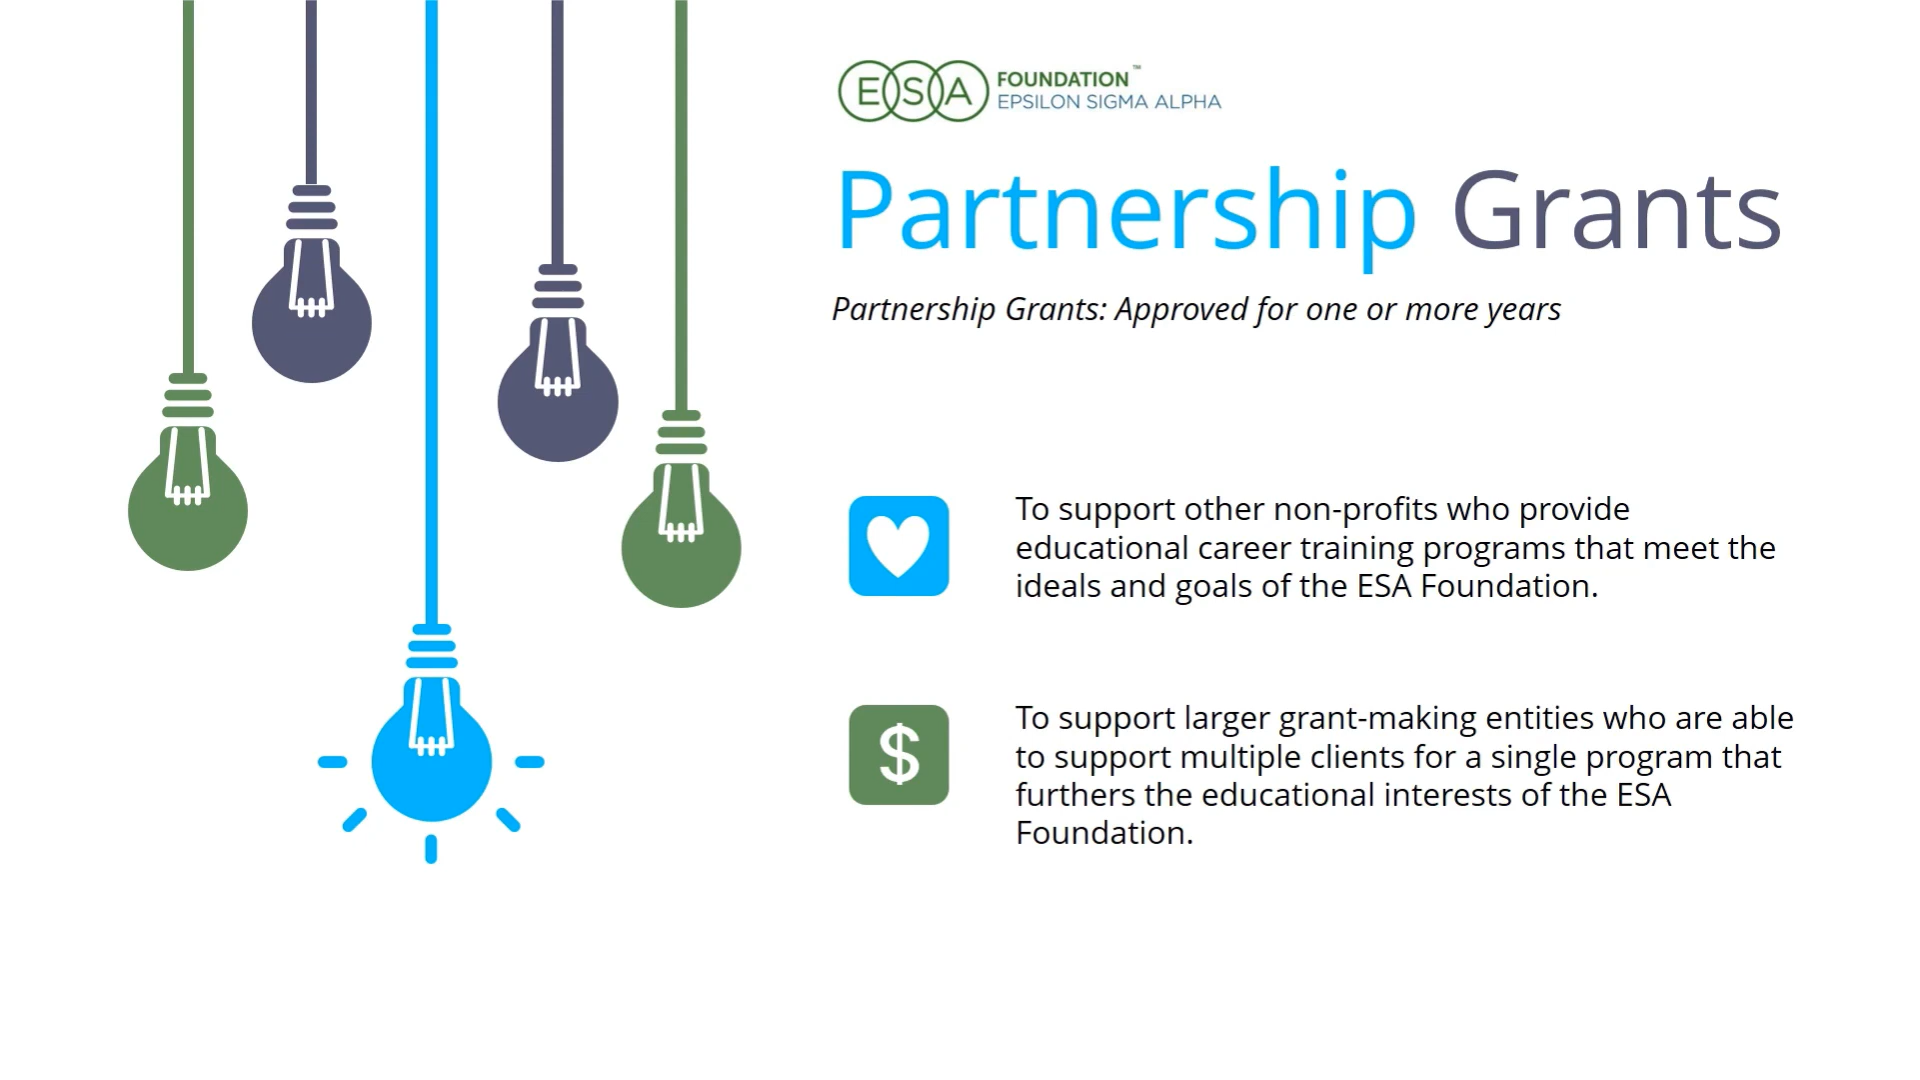 ESA FOUNDATION™
EPSILON SIGMA ALPHA
Partnership Grants
Partnership Grants: Approved for one or more years
To support other non-profits who provide
educational career training programs that meet the
ideals and goals of the ESA Foundation.
$
To support larger grant-making entities who are able
to support multiple clients for a single program that
furthers the educational interests of the ESA
Foundation.